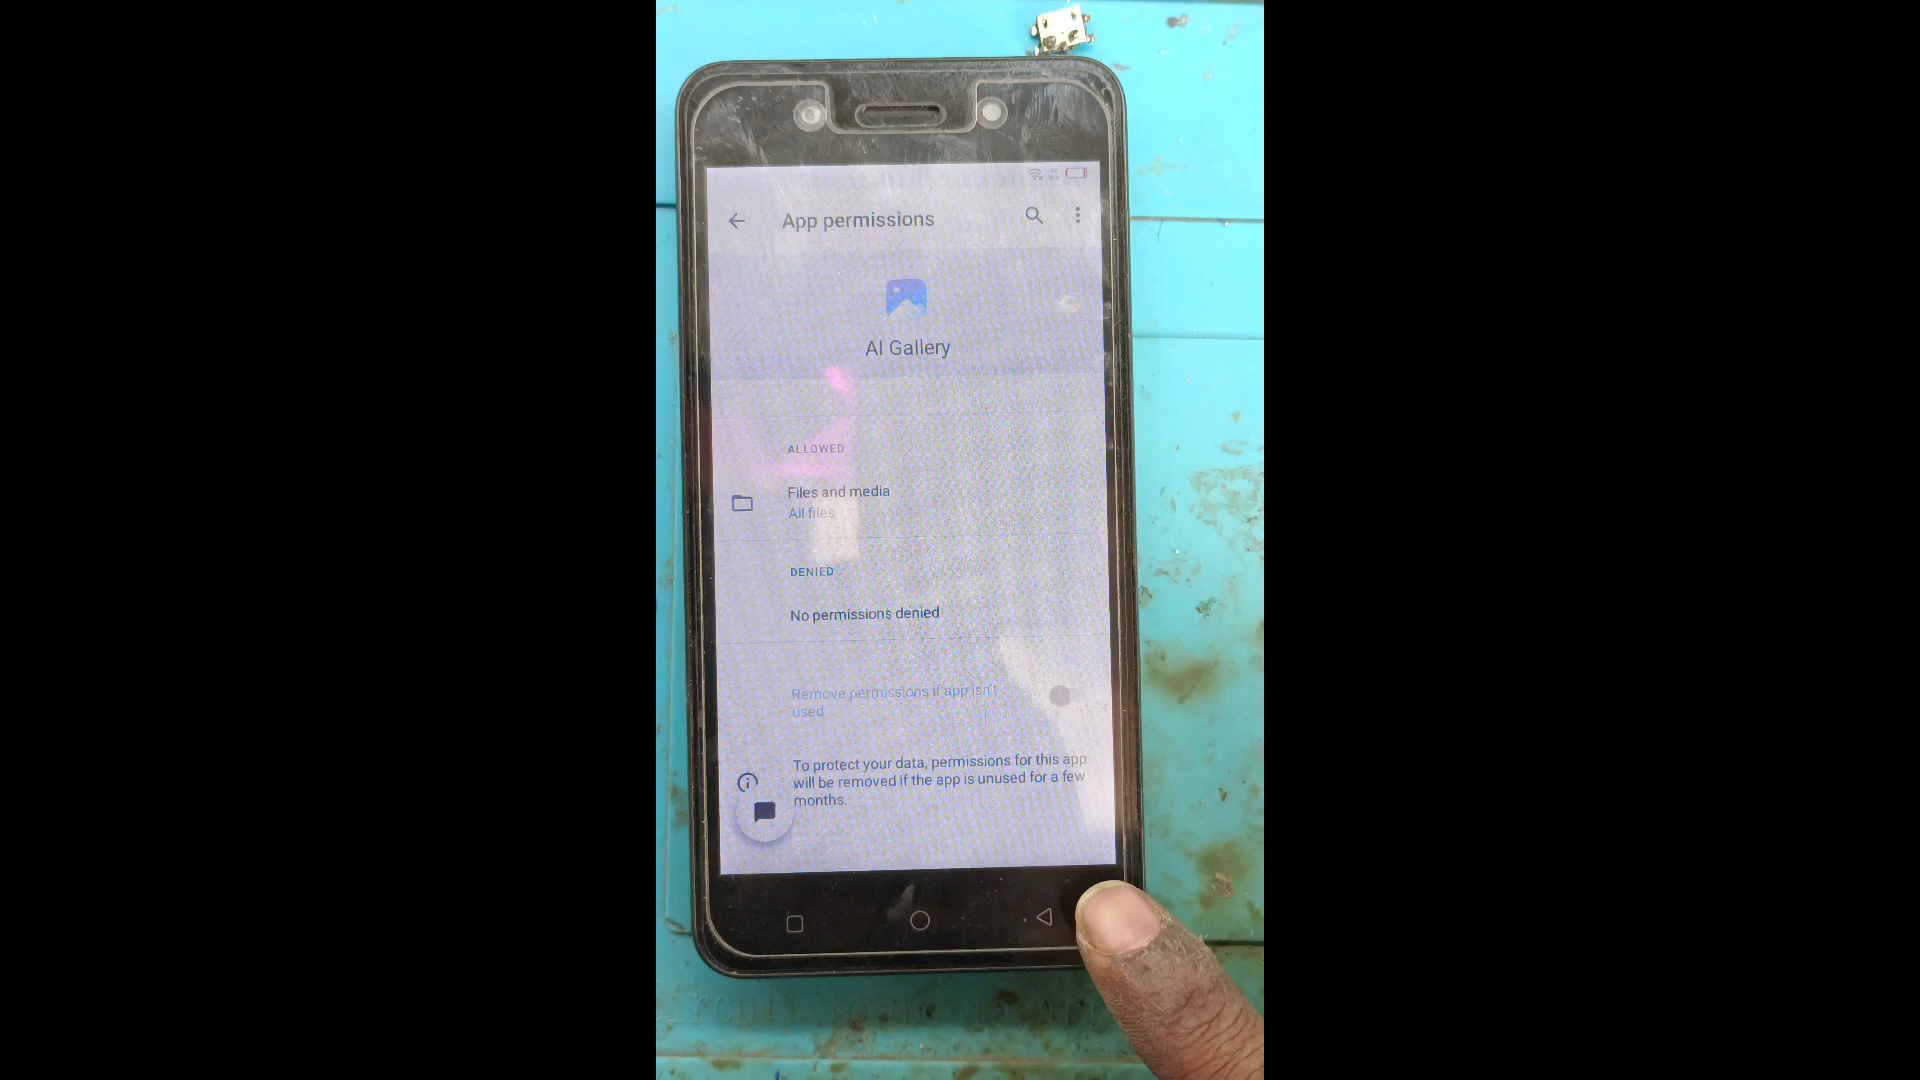 App permissions
AI Gallery
ALLOWED
Files and media
All files
DENIED
No permissions denied
Remove permissions if app isn't
used
To protect your data, permissions for this app
will be removed if the app is unused for a few
months.